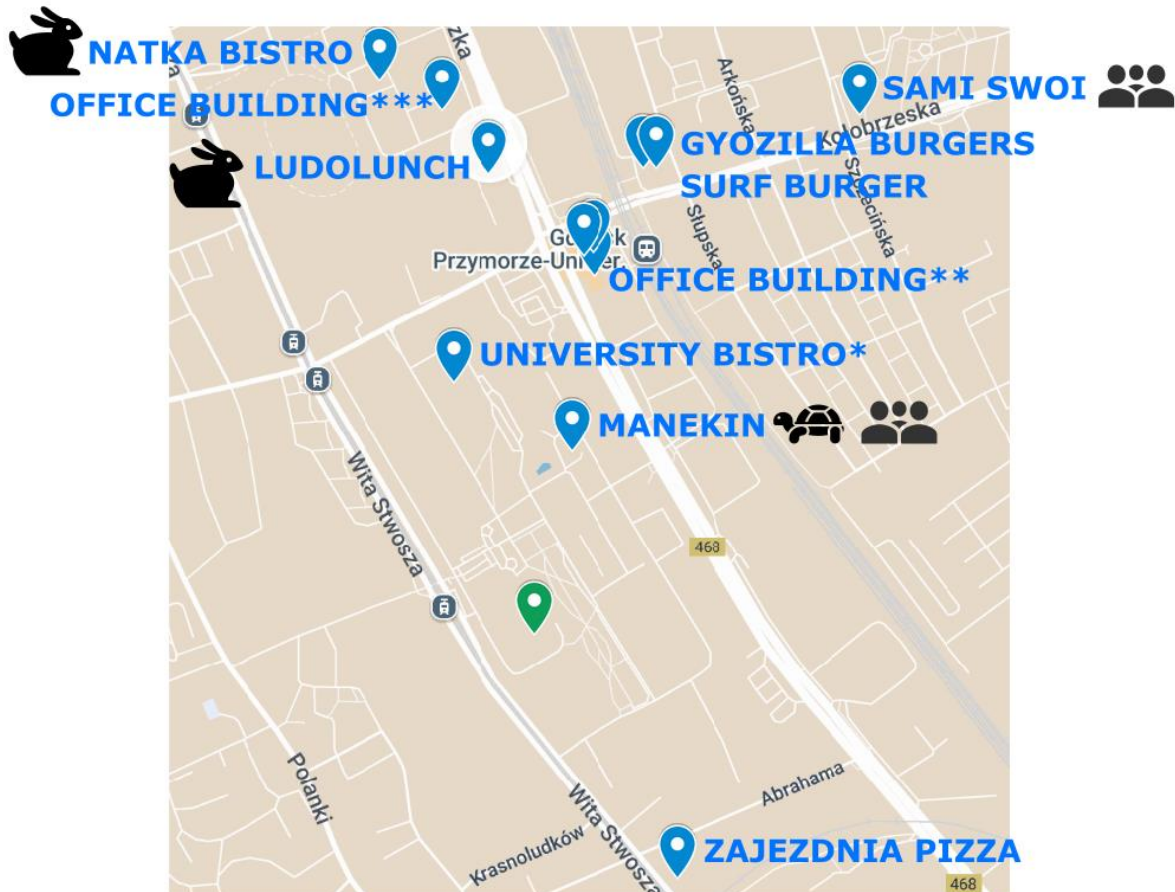 NATKA BISTRO
OFFICE BUILDING***
LUDOLUNCH
SAMI SWOI
Arkońska
Kołobrzeska
GYOZILLA BURGERS
SURF BURGER
Szczecińska
Słupska
Przymorze-Uniwer.
OFFICE BUILDING**
UNIVERSITY BISTRO*
MANEKIN
Wita Stwosza
468
Polanki
Abrahama
Wita Stwosza
Krasnoludków
ZAJEZDNIA PIZZA
468